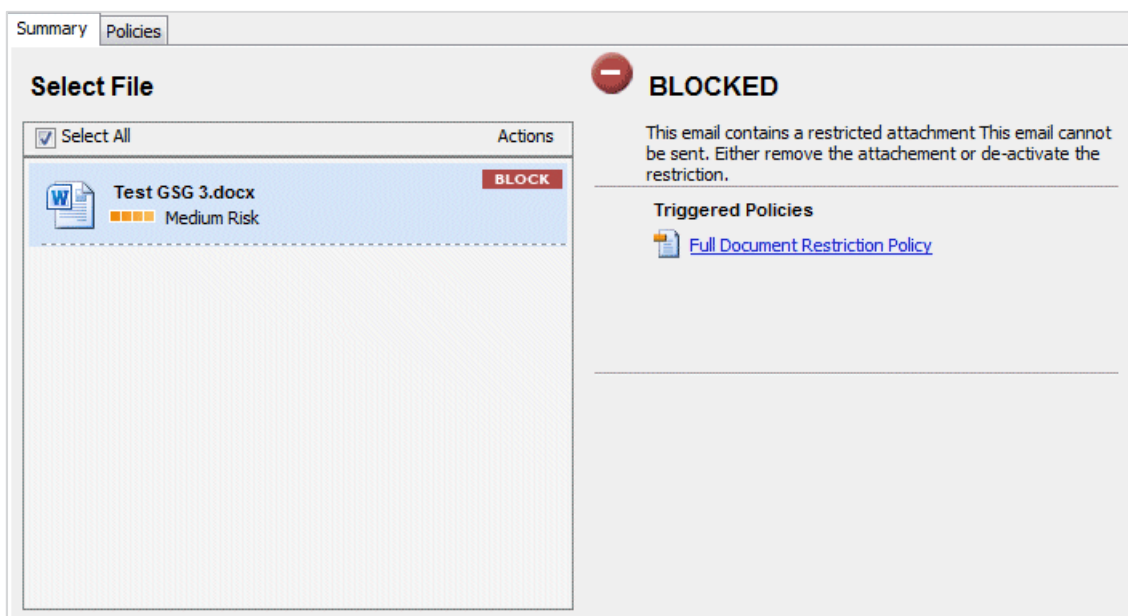 Summary
Policies
Select File
Select All
Actions
Test GSG 3.docx
BLOCK
Medium Risk
BLOCKED
This email contains a restricted attachment This email cannot
be sent. Either remove the attachement or de-activate the
restriction.
Triggered Policies
Full Document Restriction Policy